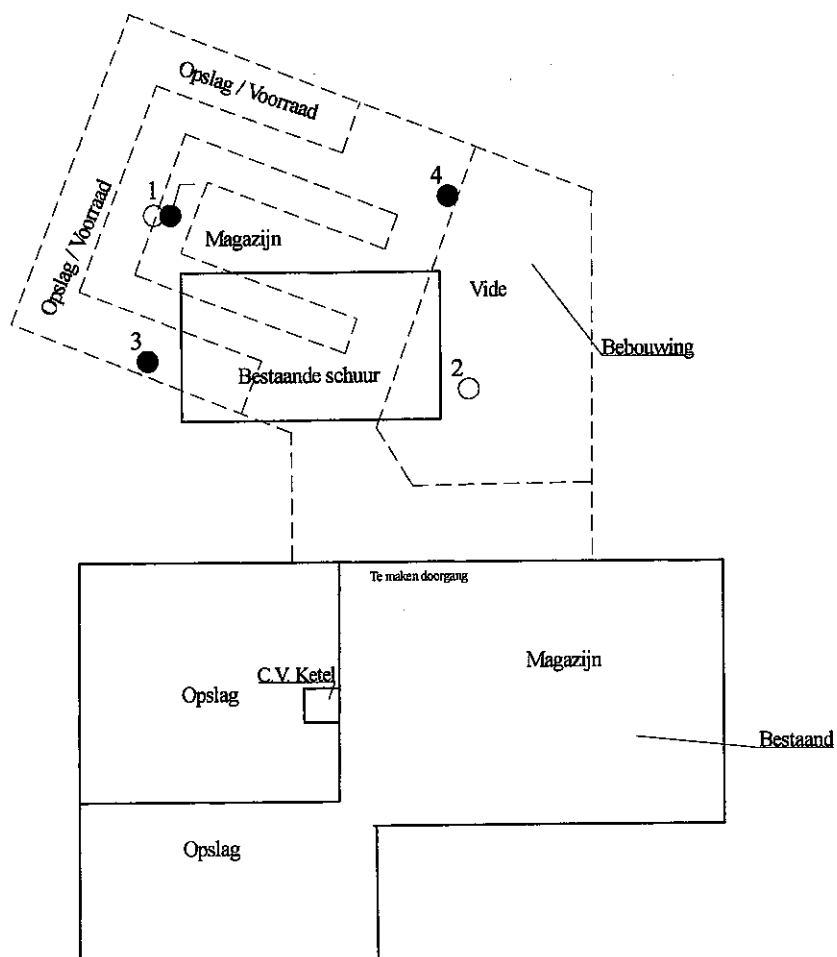 Opslag / Voorraad
Opslag / Voorraad
1
4
Magazijn
Vide
Bebouwing
3
2
Bestaande schuur
Te maken doorgang
Magazijn
C.V. Ketel
Opslag
Bestaand
Opslag